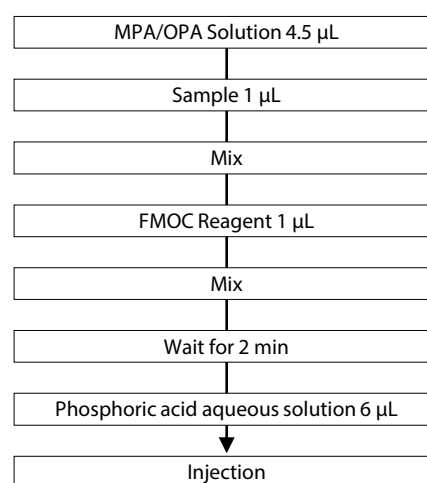 MPA/OPA Solution 4.5 µL
Sample 1 µL
Mix
FMOC Reagent 1 µL
Mix
Wait for 2 min
Phosphoric acid aqueous solution 6 µL
Injection